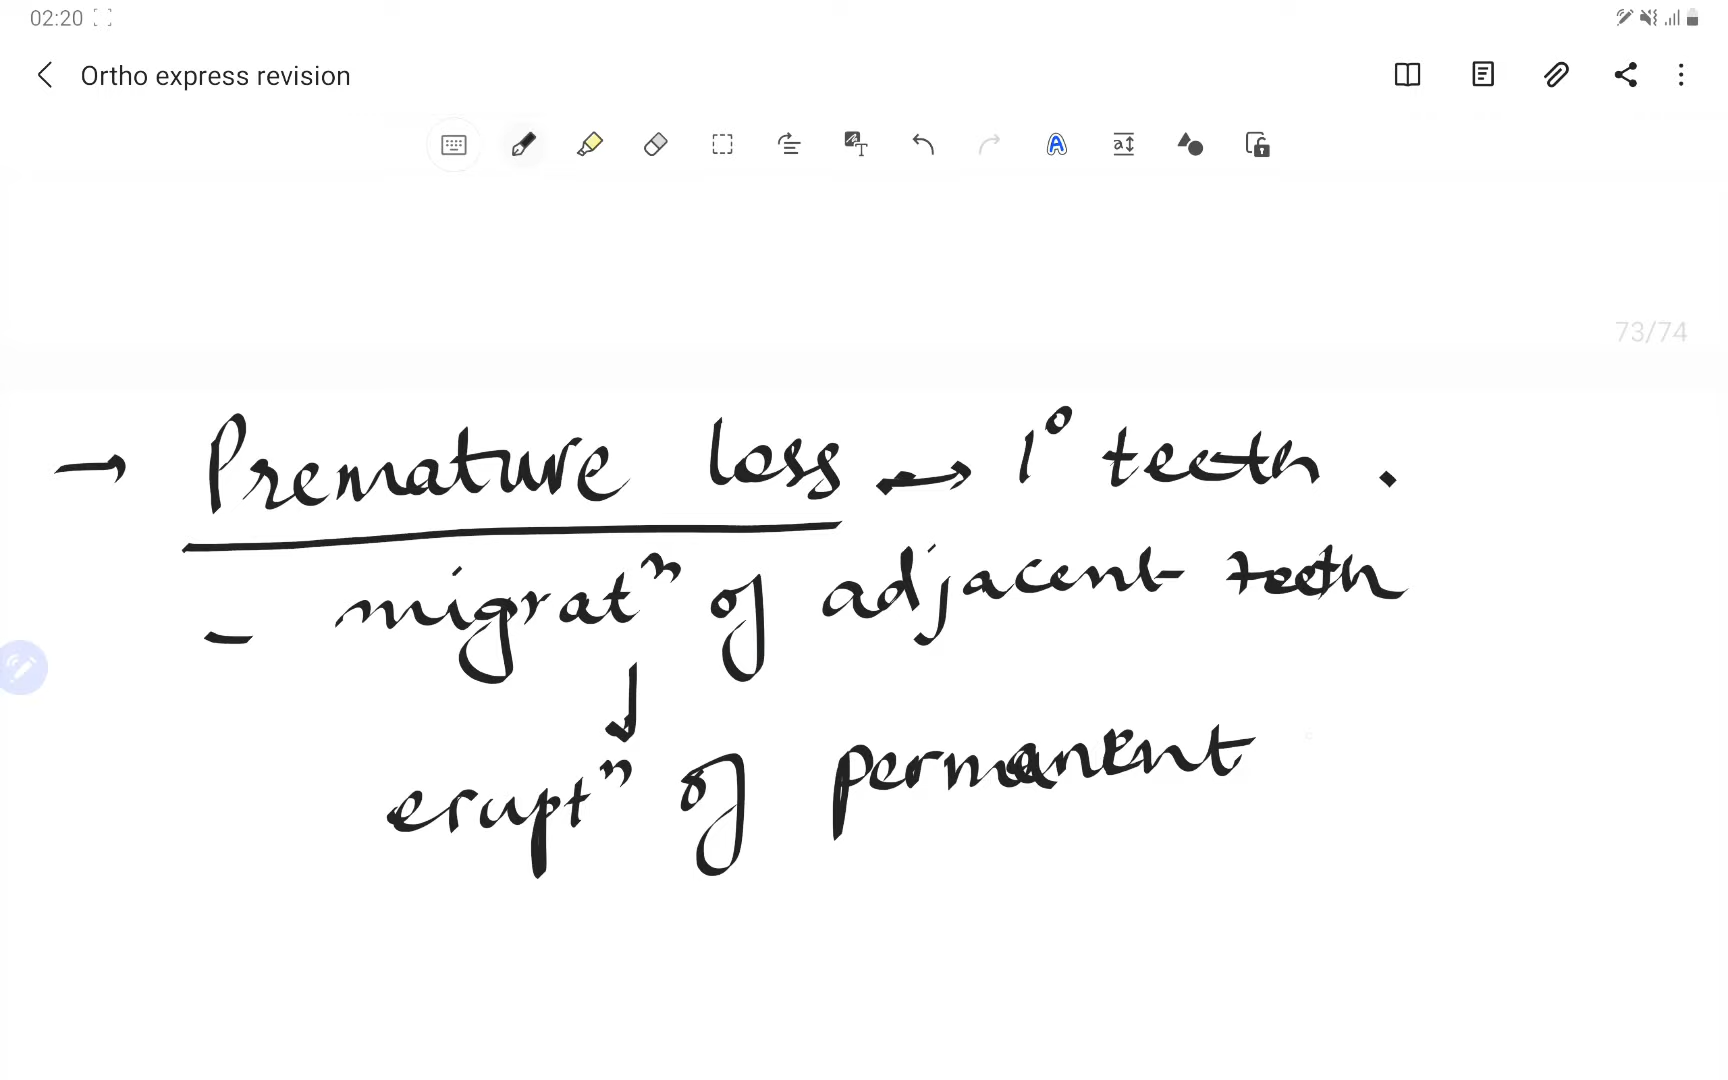 02:20
Ortho express revision
73/74
→ Premature loss → 1° teeth .
- migratⁿ of adjacent teeth
↓
eruptⁿ of permanent